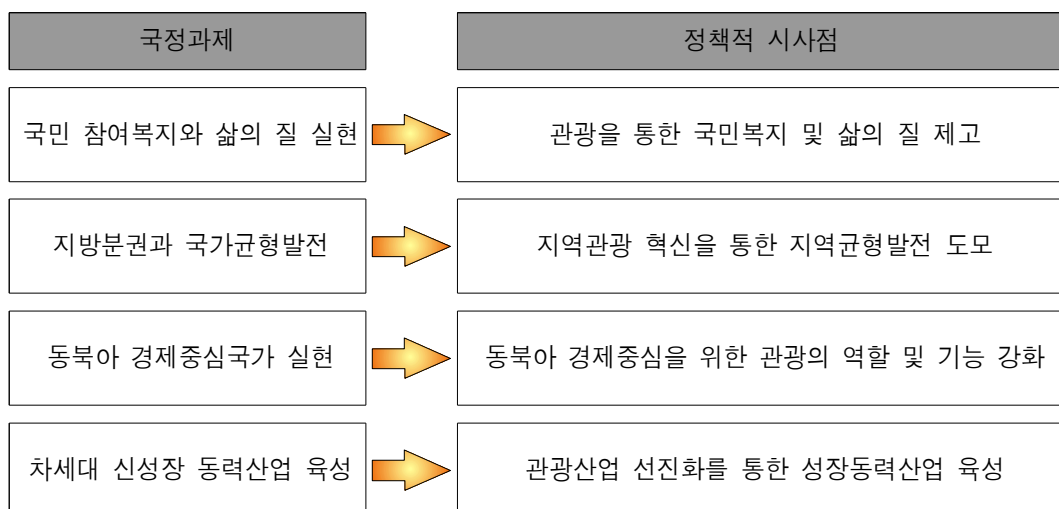 국정과제
정책적 시사점
국민 참여복지와 삶의 질 실현
관광을 통한 국민복지 및 삶의 질 제고
지방분권과 국가균형발전
지역관광 혁신을 통한 지역균형발전 도모
동북아 경제중심국가 실현
동북아 경제중심을 위한 관광의 역할 및 기능 강화
차세대 신성장 동력산업 육성
관광산업 선진화를 통한 성장동력산업 육성